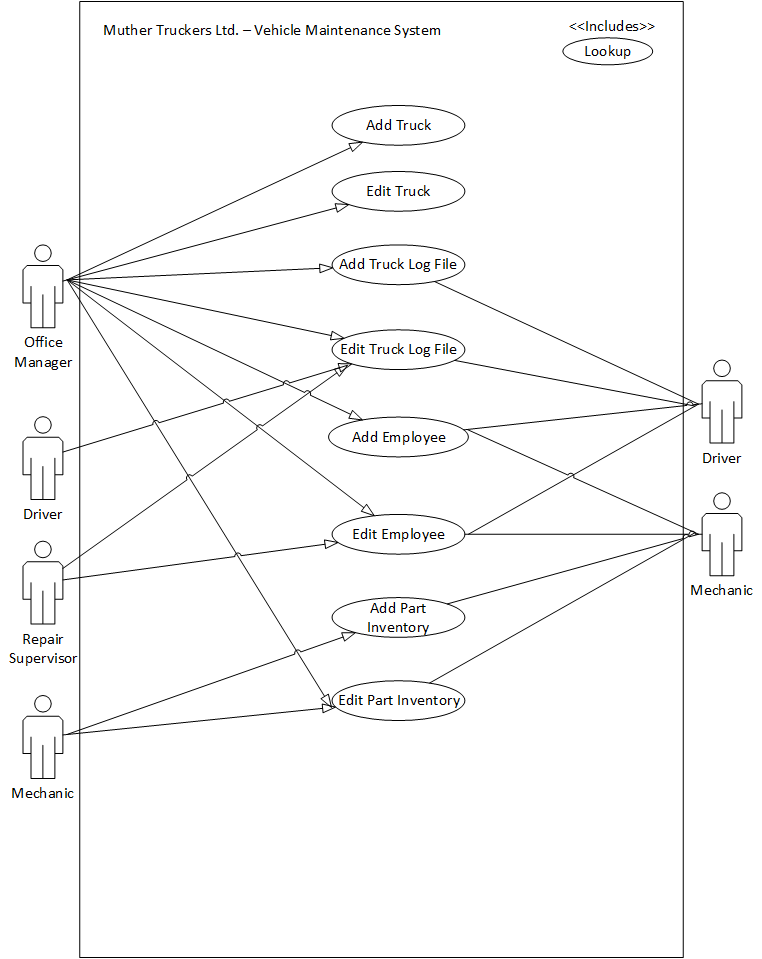 Muther Truckers Ltd. – Vehicle Maintenance System
<<Includes>>
Lookup
Add Truck
Edit Truck
Add Truck Log File
Office
Manager
Edit Truck Log File
Driver
Add Employee
Driver
Edit Employee
Mechanic
Repair
Supervisor
Add Part
Inventory
Edit Part Inventory
Mechanic